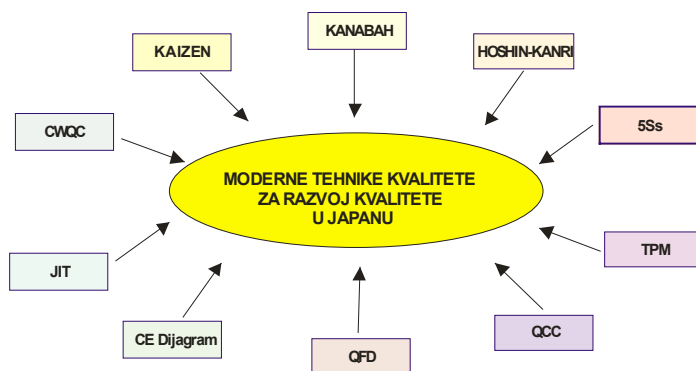 KANABAH
KAIZEN
HOSHIN-KANRI
CWQC
5Ss
MODERNE TEHNIKE KVALITETE
ZA RAZVOJ KVALITETE
U JAPANU
JIT
TPM
CE Dijagram
QFD
QCC